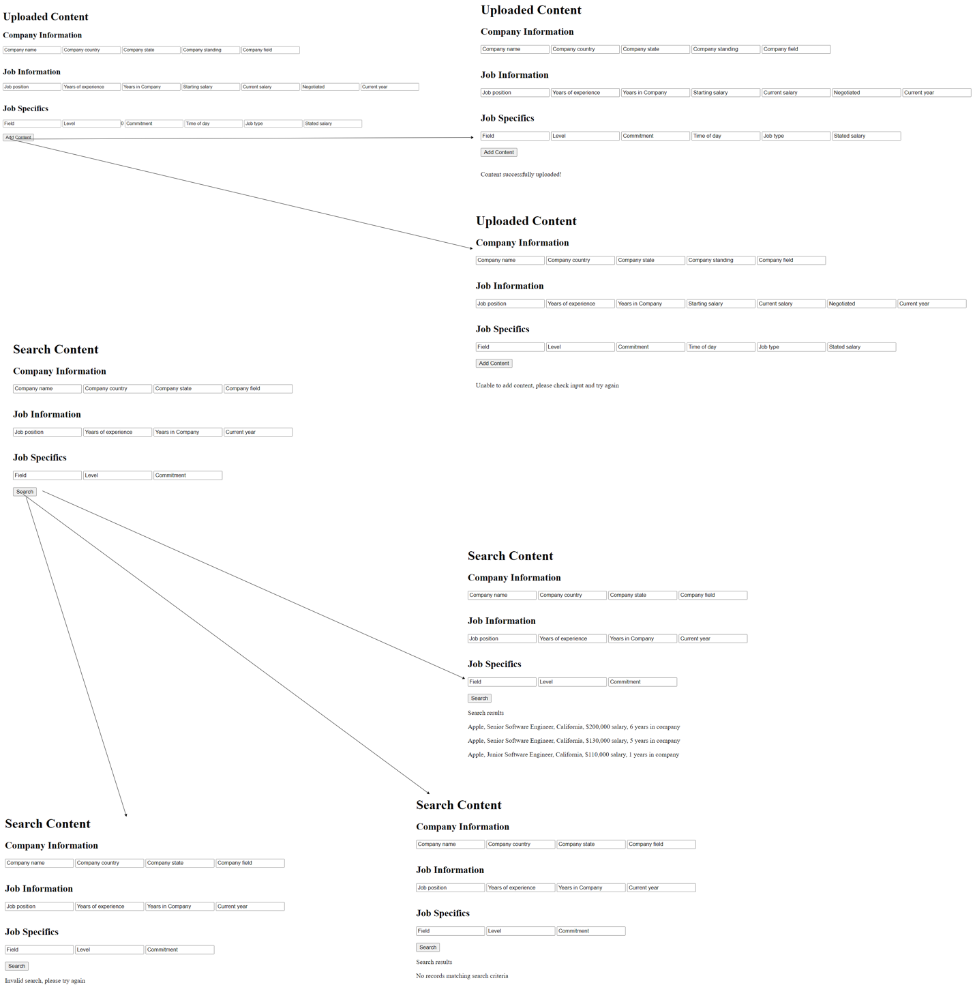 Uploaded Content
Company Information
Company name Company country Company state Company standing Company field
Job Information
Job position Years of experience Years in Company Starting salary Current salary Negotiated Current year
Job Specifics
Field Level 0 Commitment Time of day Job type Stated salary
Add Content
Uploaded Content
Company Information
Company name Company country Company state Company standing Company field
Job Information
Job position Years of experience Years in Company Starting salary Current salary Negotiated Current year
Job Specifics
Field Level Commitment Time of day Job type Stated salary
Add Content
Content successfully uploaded!
Uploaded Content
Company Information
Company name Company country Company state Company standing Company field
Job Information
Job position Years of experience Years in Company Starting salary Current salary Negotiated Current year
Job Specifics
Field Level Commitment Time of day Job type Stated salary
Add Content
Unable to add content, please check input and try again
Search Content
Company Information
Company name Company country Company state Company field
Job Information
Job position Years of experience Years in Company Current year
Job Specifics
Field Level Commitment
Search
Search Content
Company Information
Company name Company country Company state Company field
Job Information
Job position Years of experience Years in Company Current year
Job Specifics
Field Level Commitment
Search
Search results
Apple, Senior Software Engineer, California, $200,000 salary, 6 years in company
Apple, Senior Software Engineer, California, $130,000 salary, 5 years in company
Apple, Junior Software Engineer, California, $110,000 salary, 1 years in company
Search Content
Company Information
Company name Company country Company state Company field
Job Information
Job position Years of experience Years in Company Current year
Job Specifics
Field Level Commitment
Search
Invalid search, please try again
Search Content
Company Information
Company name Company country Company state Company field
Job Information
Job position Years of experience Years in Company Current year
Job Specifics
Field Level Commitment
Search
Search results
No records matching search criteria